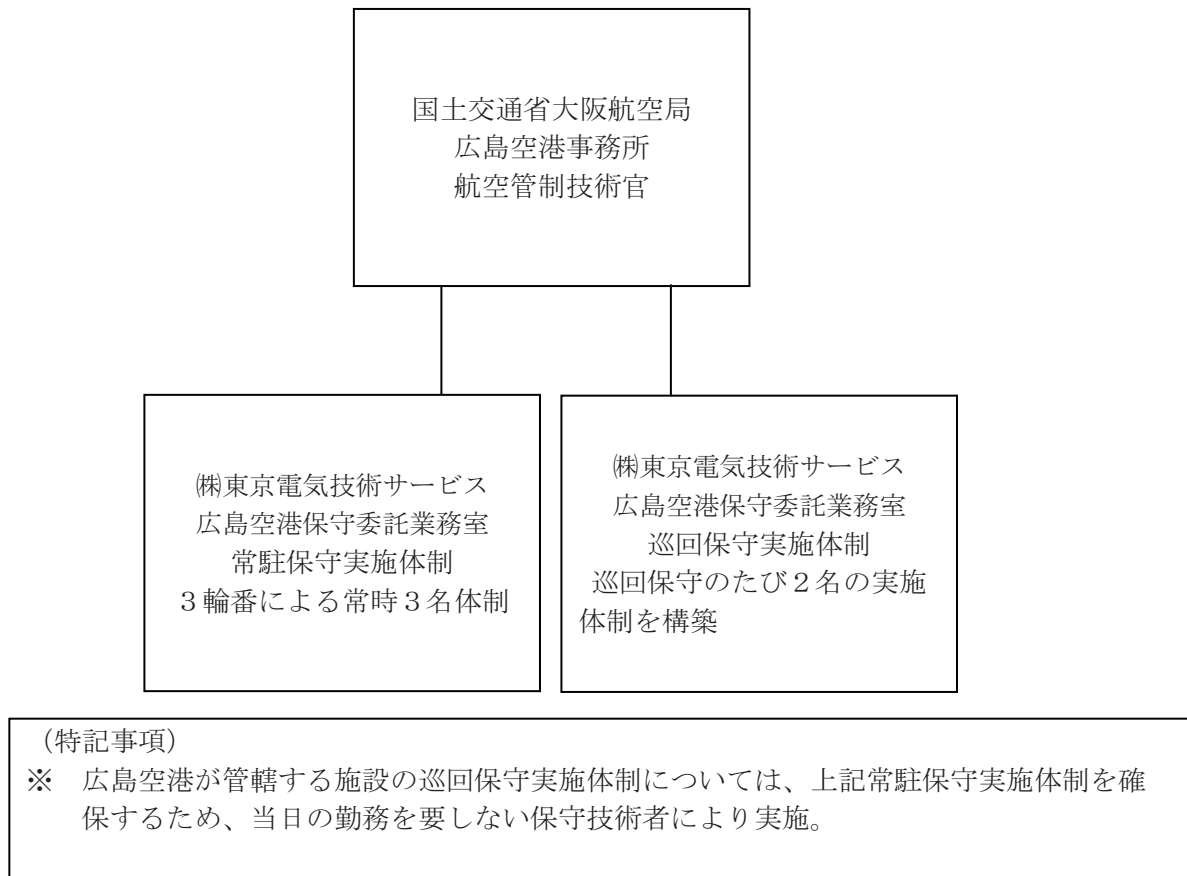 国土交通省大阪航空局
広島空港事務所
航空管制技術官
㈱東京電気技術サービス
広島空港保守委託業務室
常駐保守実施体制
３輪番による常時３名体制
㈱東京電気技術サービス
広島空港保守委託業務室
巡回保守実施体制
巡回保守のたび２名の実施
体制を構築
（特記事項）
※　広島空港が管轄する施設の巡回保守実施体制については、上記常駐保守実施体制を確
保するため、当日の勤務を要しない保守技術者により実施。